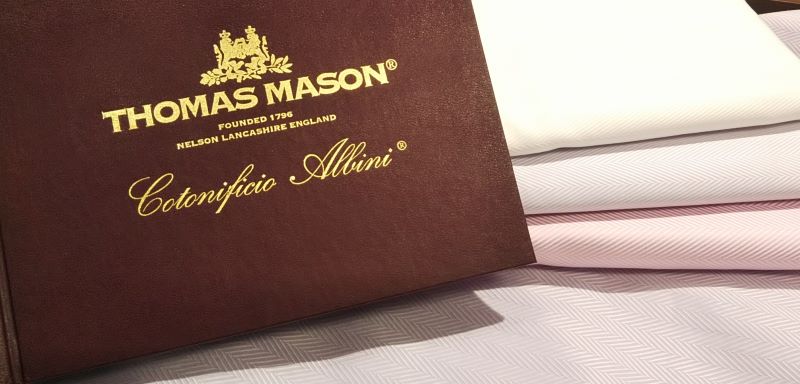 THOMAS MASON®
FOUNDED 1796
NELSON LANCASHIRE ENGLAND
Cotonificio Albini®